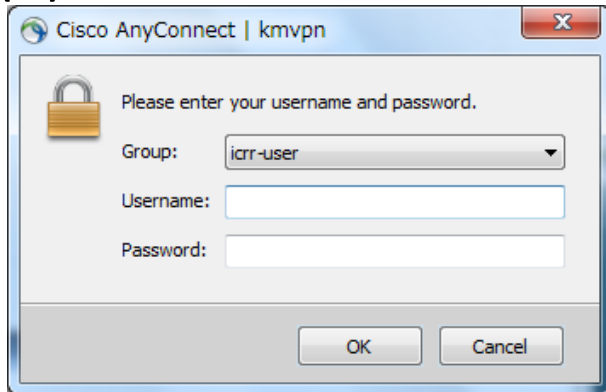 Cisco AnyConnect | kmvpn
Please enter your username and password.
Group: icrr-user
Username:
Password:
OK Cancel